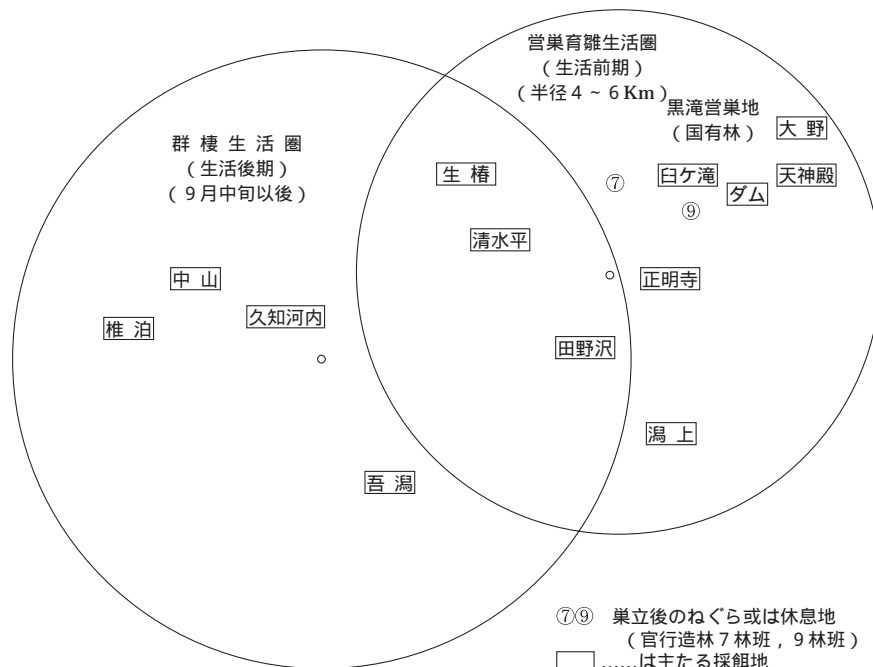 営巣育雛生活圏
(生活前期)
(半径4~6Km)
黒滝営巣地
(国有林)
大野
群棲生活圏
(生活後期)
(9月中旬以後)
生椿
⑦
臼ケ滝
ダム
天神殿
⑨
清水平
中山
正明寺
椎泊
久知河内
田野沢
潟上
吾潟
⑦⑨ 巣立後のねぐら或は休息地
(官行造林7林班,9林班)
……は主たる採餌地